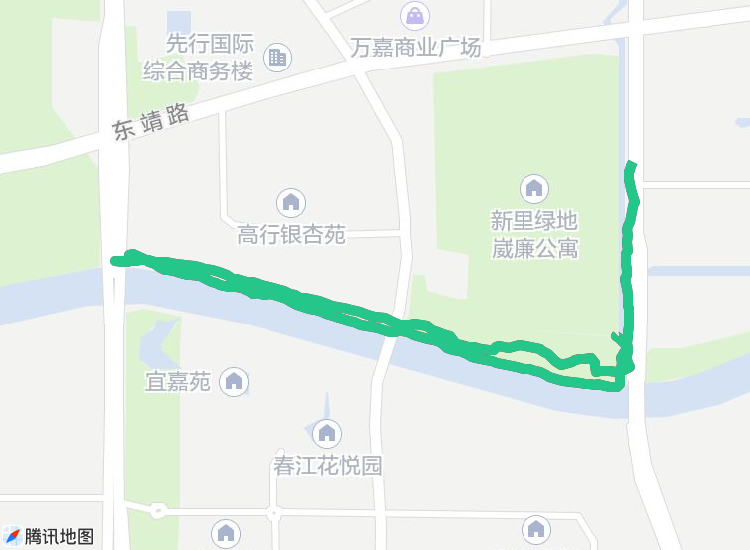 先行国际
综合商务楼
万嘉商业广场
东靖路
新里绿地
崴廉公寓
高行银杏苑
宜嘉苑
春江花悦园
腾讯地图